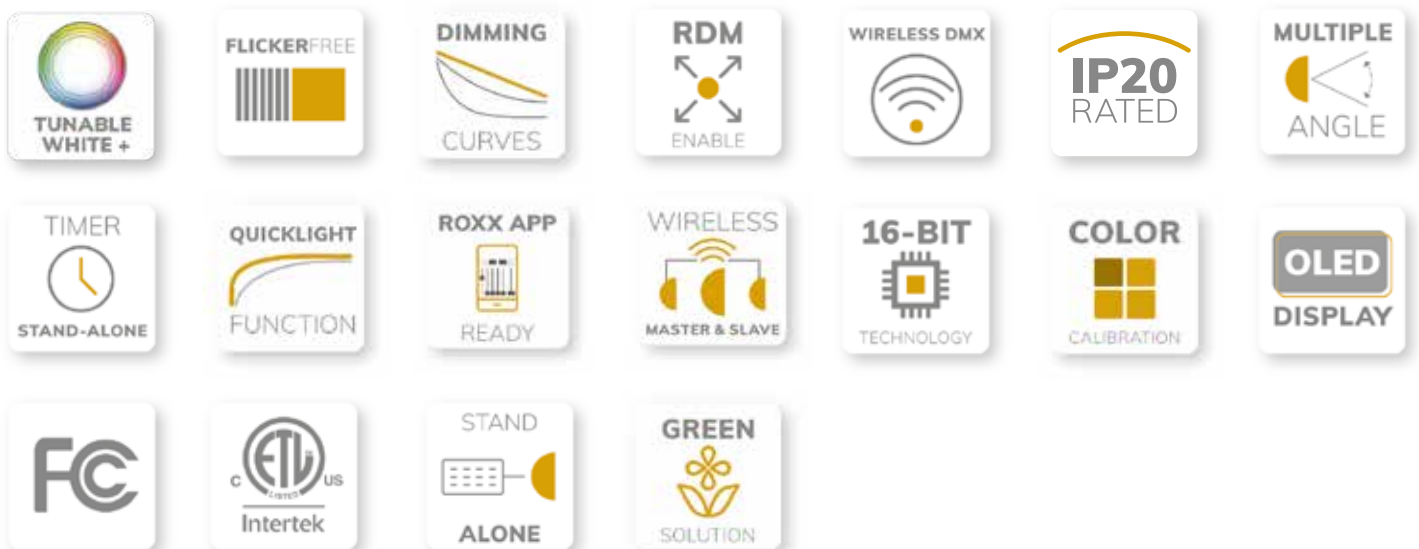 TUNABLE
WHITE +
FLICKERFREE
DIMMING
CURVES
RDM
ENABLE
WIRELESS DMX
IP20
RATED
MULTIPLE
ANGLE
TIMER
STAND-ALONE
QUICKLIGHT
FUNCTION
ROXX APP
READY
WIRELESS
MASTER & SLAVE
16-BIT
TECHNOLOGY
COLOR
CALIBRATION
OLED
DISPLAY
FC
c ETL us
LISTED
Intertek
STAND
ALONE
GREEN
SOLUTION